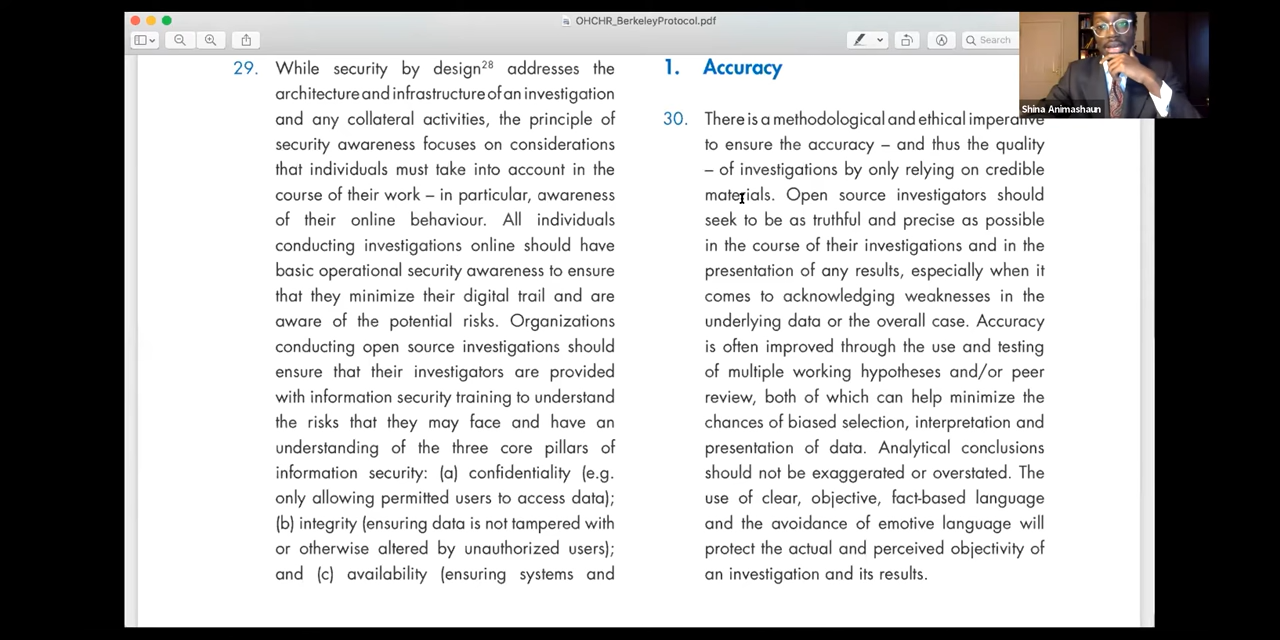 OHCHR_BerkeleyProtocol.pdf
Search
Shina Animashaun
29. While security by design28 addresses the
architecture and infrastructure of an investigation
and any collateral activities, the principle of
security awareness focuses on considerations
that individuals must take into account in the
course of their work – in particular, awareness
of their online behaviour. All individuals
conducting investigations online should have
basic operational security awareness to ensure
that they minimize their digital trail and are
aware of the potential risks. Organizations
conducting open source investigations should
ensure that their investigators are provided
with information security training to understand
the risks that they may face and have an
understanding of the three core pillars of
information security: (a) confidentiality (e.g.
only allowing permitted users to access data);
(b) integrity (ensuring data is not tampered with
or otherwise altered by unauthorized users);
and (c) availability (ensuring systems and
1. Accuracy
30. There is a methodological and ethical imperative
to ensure the accuracy – and thus the quality
– of investigations by only relying on credible
materials. Open source investigators should
seek to be as truthful and precise as possible
in the course of their investigations and in the
presentation of any results, especially when it
comes to acknowledging weaknesses in the
underlying data or the overall case. Accuracy
is often improved through the use and testing
of multiple working hypotheses and/or peer
review, both of which can help minimize the
chances of biased selection, interpretation and
presentation of data. Analytical conclusions
should not be exaggerated or overstated. The
use of clear, objective, fact-based language
and the avoidance of emotive language will
protect the actual and perceived objectivity of
an investigation and its results.